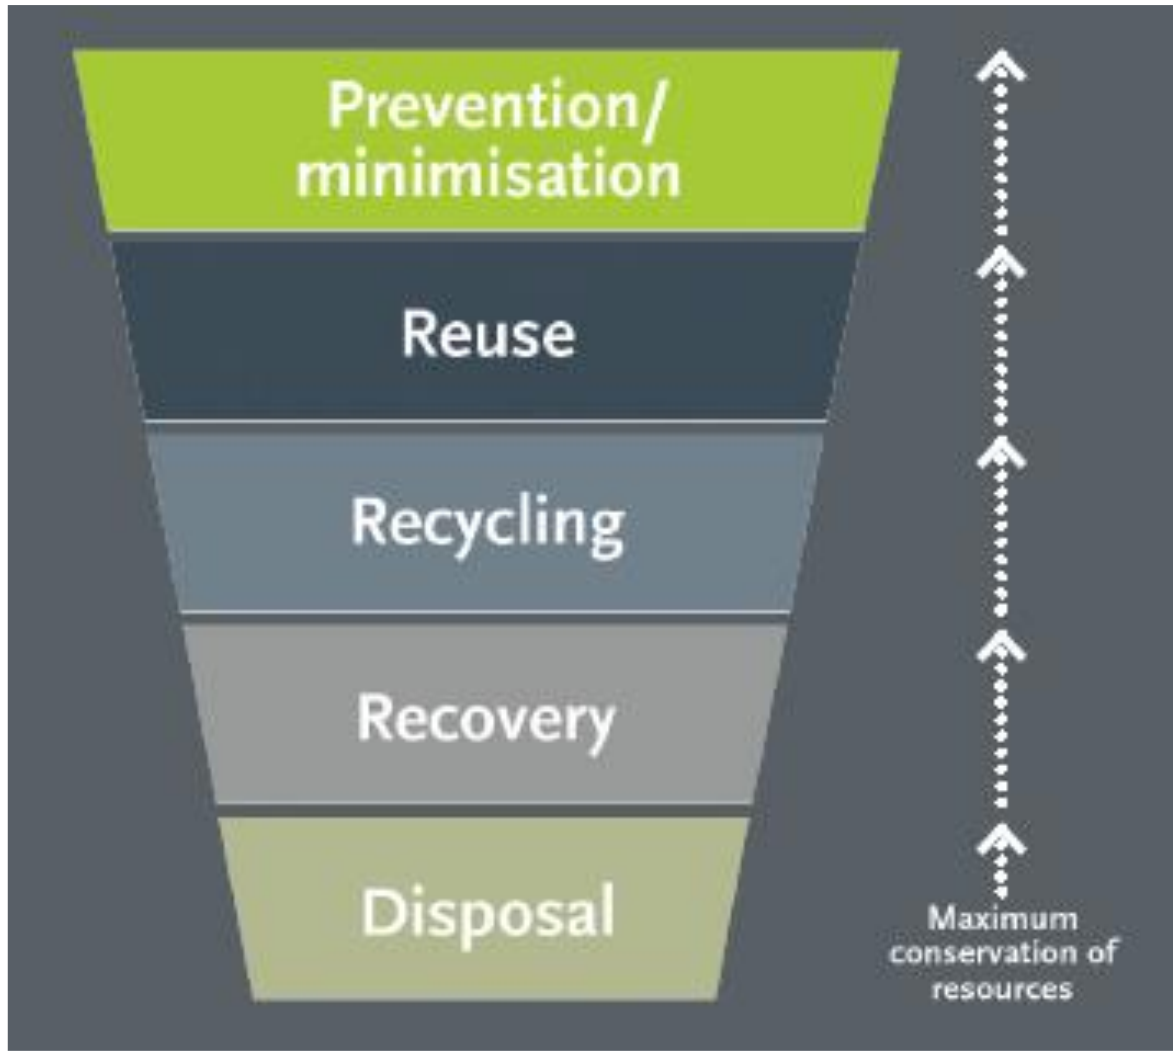 Prevention/
minimisation
Reuse
Recycling
Recovery
Disposal
Maximum
conservation of
resources